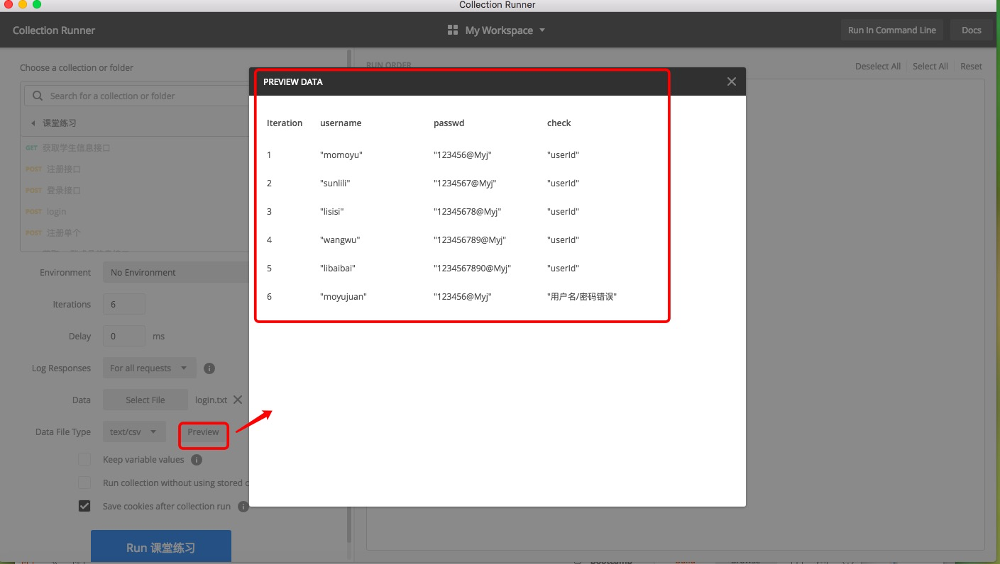 Collection Runner
Collection Runner
My Workspace
Run In Command Line
Docs
Choose a collection or folder
Search for a collection or folder
课堂练习
GET 获取学生信息接口
POST 注册接口
POST 登录接口
POST login
POST 注册单个
Environment No Environment
Iterations 6
Delay 0 ms
Log Responses For all requests
Data Select File login.txt
Data File Type text/csv Preview
Keep variable values
Run collection without using stored c
Save cookies after collection run
Run 课堂练习
RUN ORDER
Deselect All Select All Reset
PREVIEW DATA
Iteration username passwd check
1 "momoyu" "123456@Myj" "userId"
2 "sunlili" "1234567@Myj" "userId"
3 "lisisi" "12345678@Myj" "userId"
4 "wangwu" "123456789@Myj" "userId"
5 "libaibai" "1234567890@Myj" "userId"
6 "moyujuan" "123456@Myj" "用户名/密码错误"